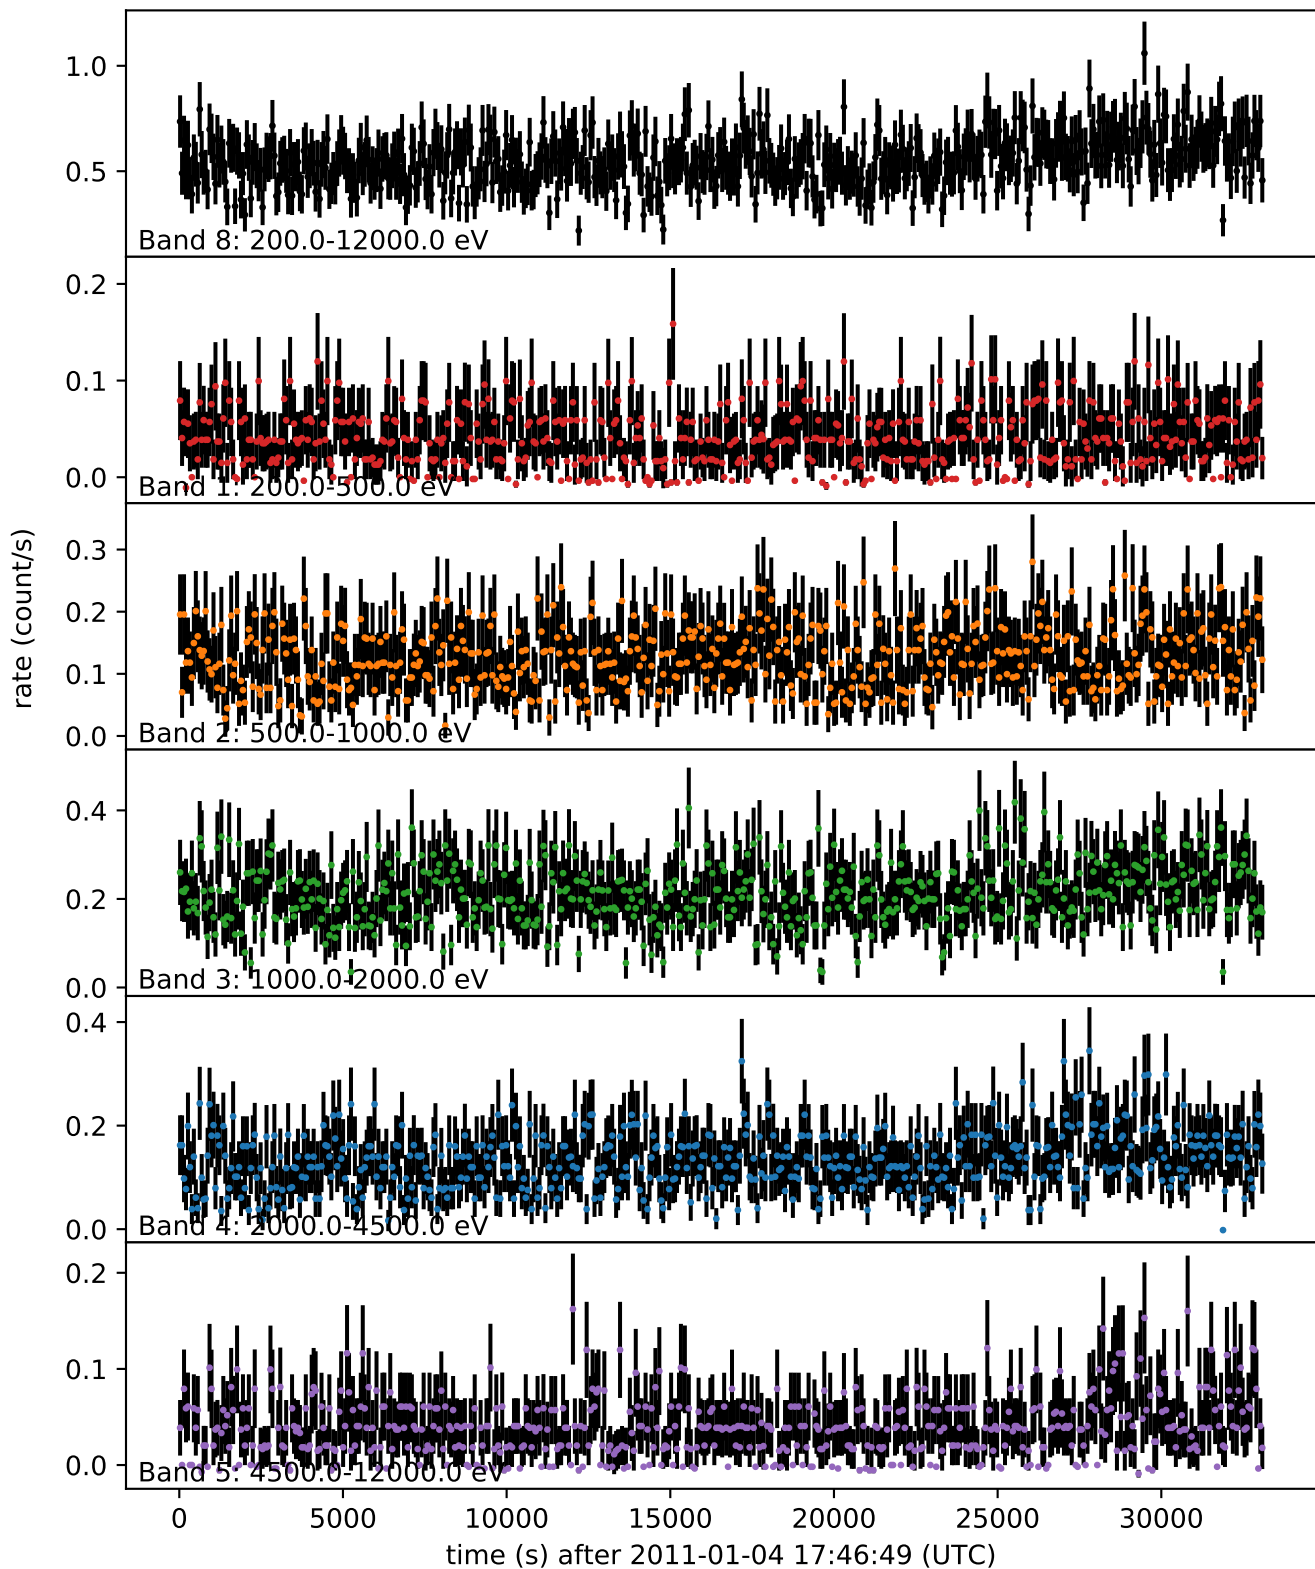 1.0
0.5
Band 8: 200.0-12000.0 eV
0.2
0.1
0.0
Band 1: 200.0-500.0 eV
0.3
0.2
0.1
0.0
Band 2: 500.0-1000.0 eV
rate (count/s)
0.4
0.2
0.0
Band 3: 1000.0-2000.0 eV
0.4
0.2
0.0
Band 4: 2000.0-4500.0 eV
0.2
0.1
0.0
Band 5: 4500.0-12000.0 eV
0 5000 10000 15000 20000 25000 30000
time (s) after 2011-01-04 17:46:49 (UTC)